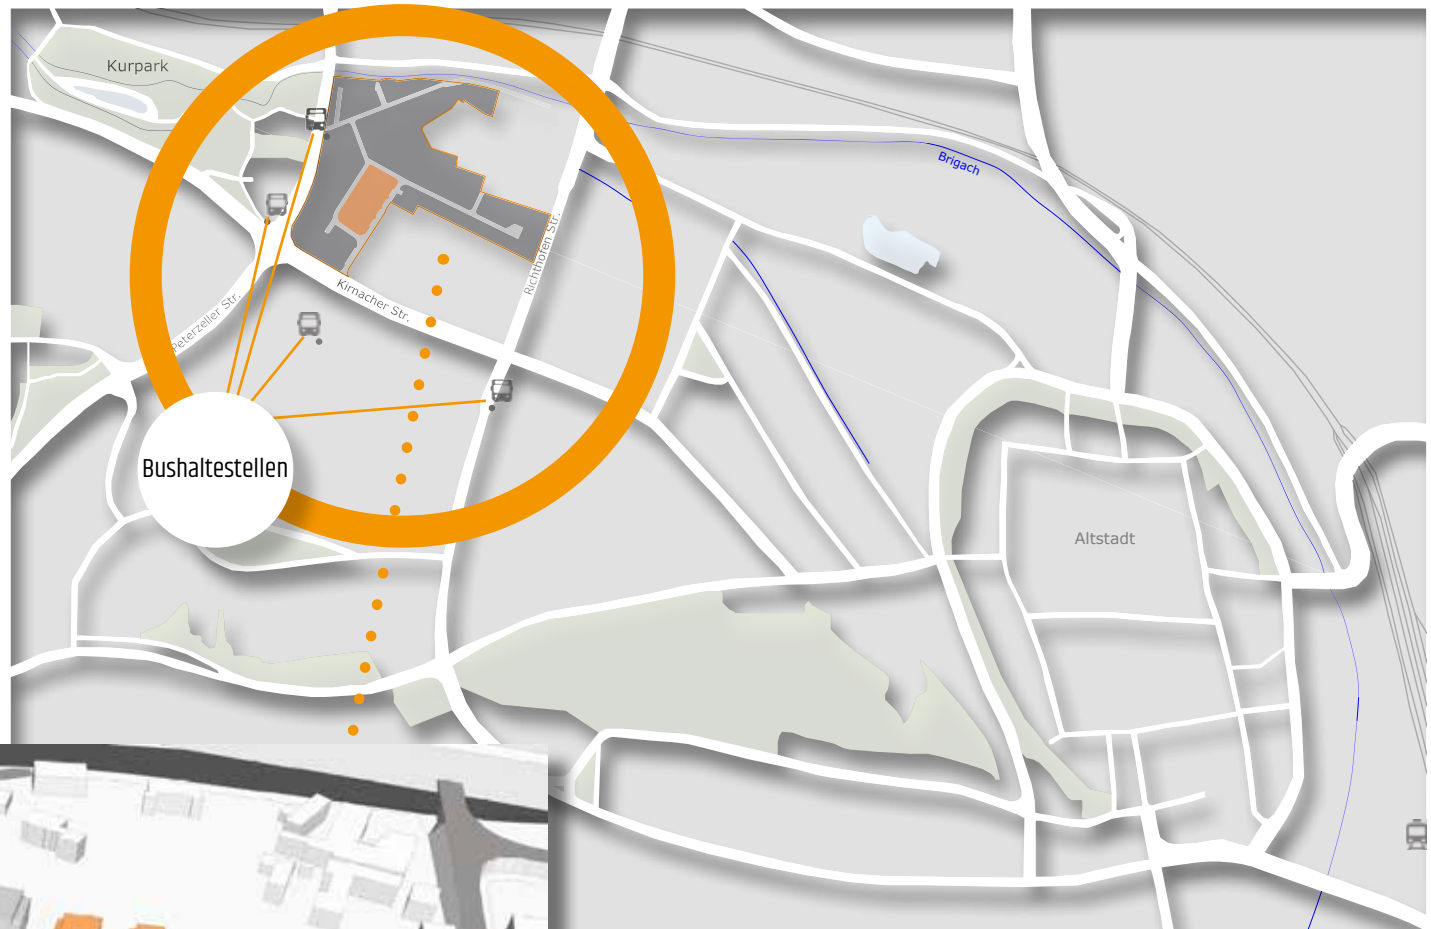 Kurpark
Brigach
Richthofen Str.
Kirnacher Str.
Peterzeller Str.
Bushaltestellen
Altstadt